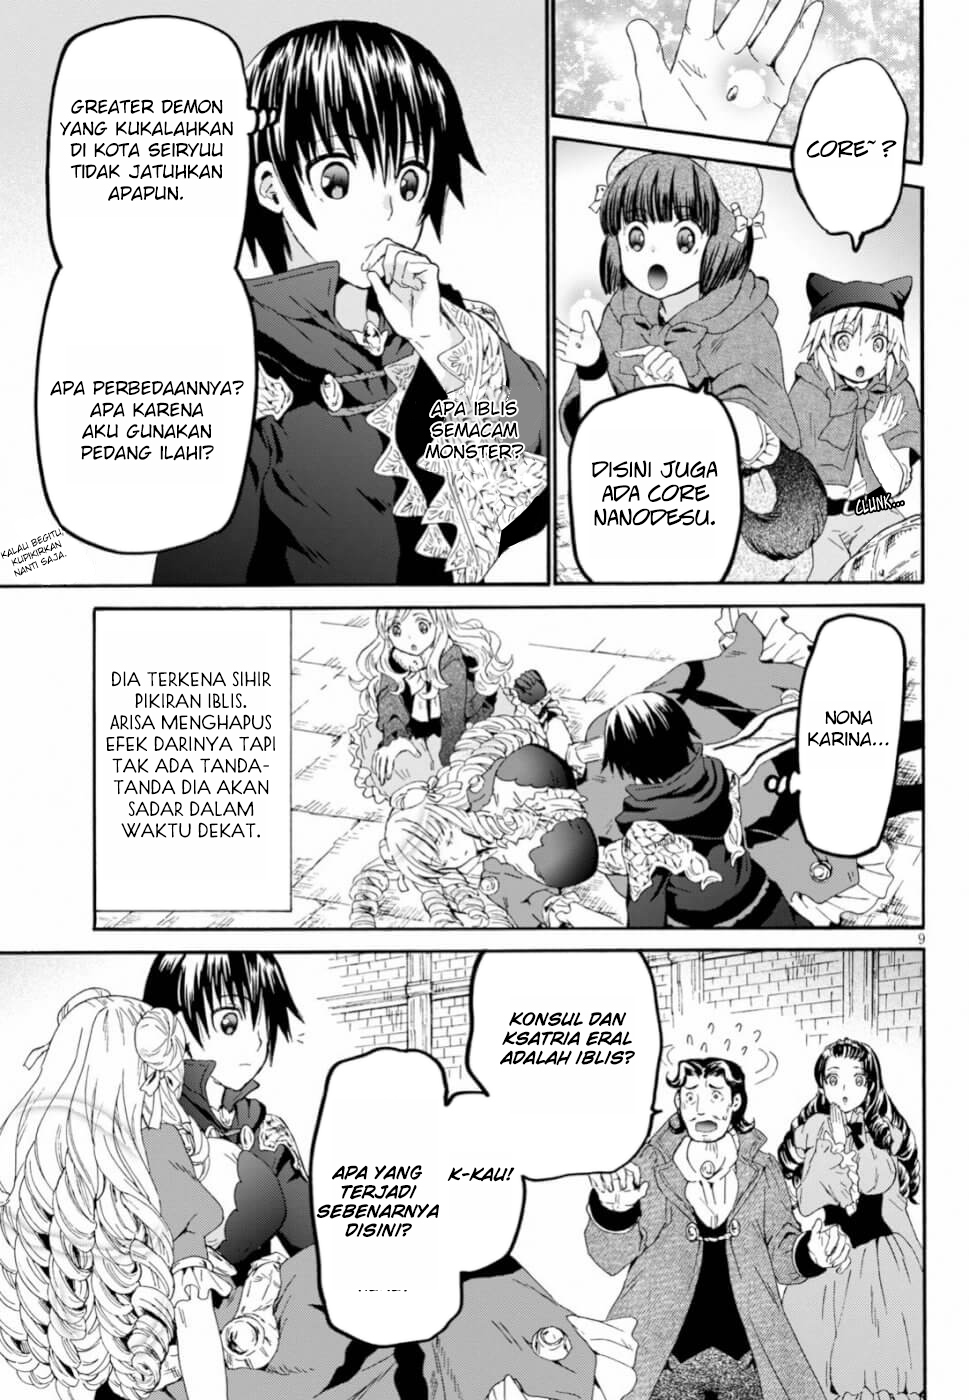 CORE~?
DISINI JUGA
ADA CORE
NANODESU.
CLUNK....
GREATER DEMON
YANG KUKALAHKAN
DI KOTA SEIRYUU
TIDAK JATUHKAN
APAPUN.
APA PERBEDAANNYA?
APA KARENA
AKU GUNAKAN
PEDANG ILAHI?
APA IBLIS
SEMACAM
MONSTER?
KALAU BEGITU,
KUPIKIRKAN
NANTI SAJA.
NONA
KARINA...
DIA TERKENA SIHIR
PIKIRAN IBLIS.
ARISA MENGHAPUS
EFEK DARINYA TAPI
TAK ADA TANDA-
TANDA DIA AKAN
SADAR DALAM
WAKTU DEKAT.
9
KONSUL DAN
KSATRIA ERAL
ADALAH IBLIS?
K-KAU!
APA YANG
TERJADI
SEBENARNYA
DISINI?